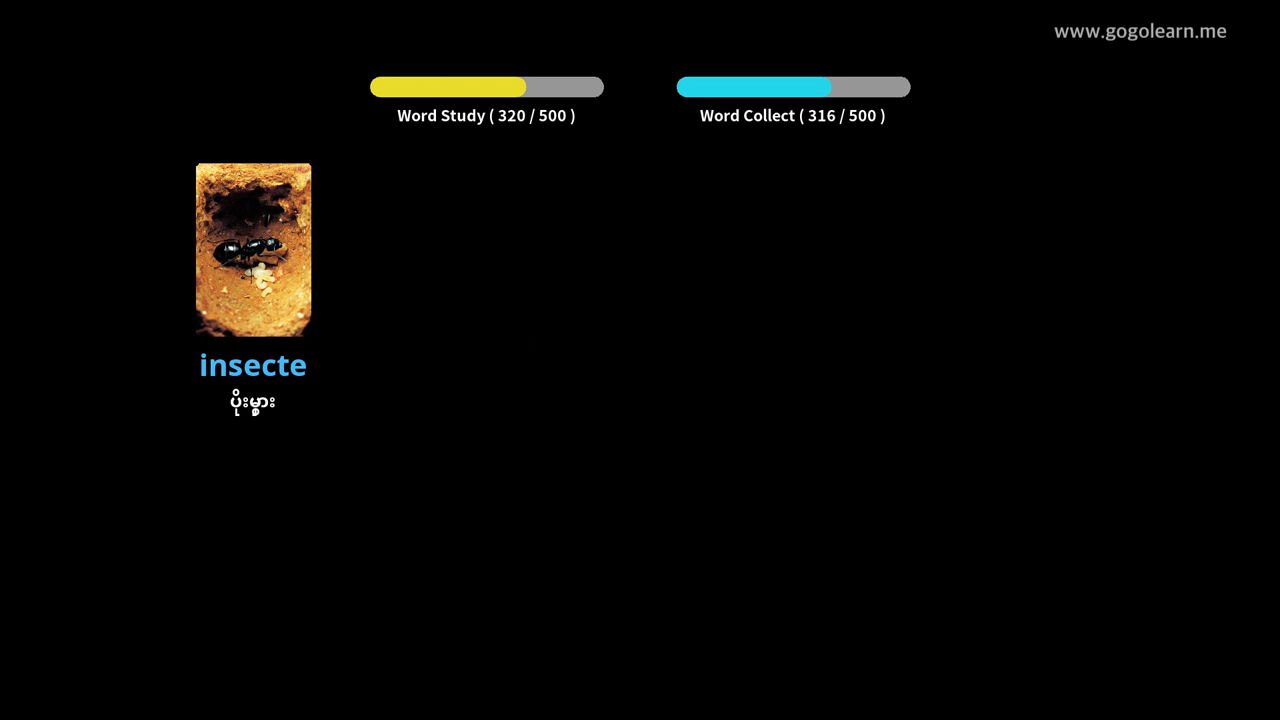 www.gogolearn.me
Word Study ( 320 / 500 )
Word Collect ( 316 / 500 )
insecte
ပိုးမွှား